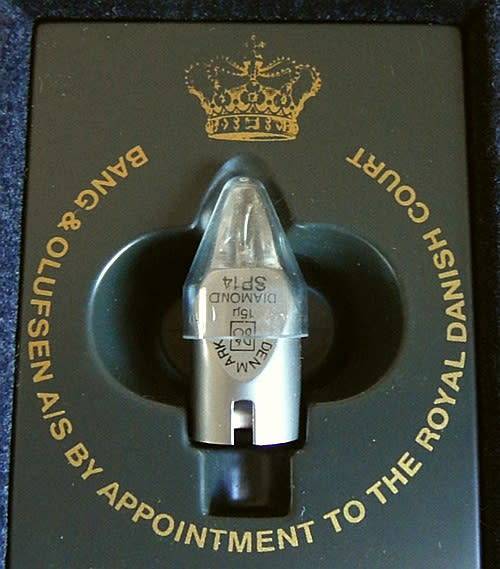 BANG & OLUFSEN A/S BY APPOINTMENT TO THE ROYAL DANISH COURT
DENMARK
B&O
15µ
DIAMOND
SP14